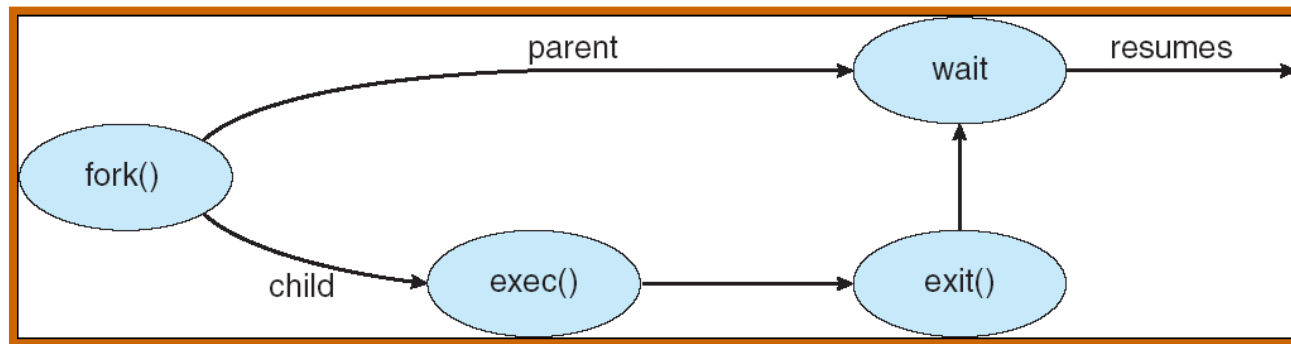 parent
wait
resumes
fork()
child
exec()
exit()